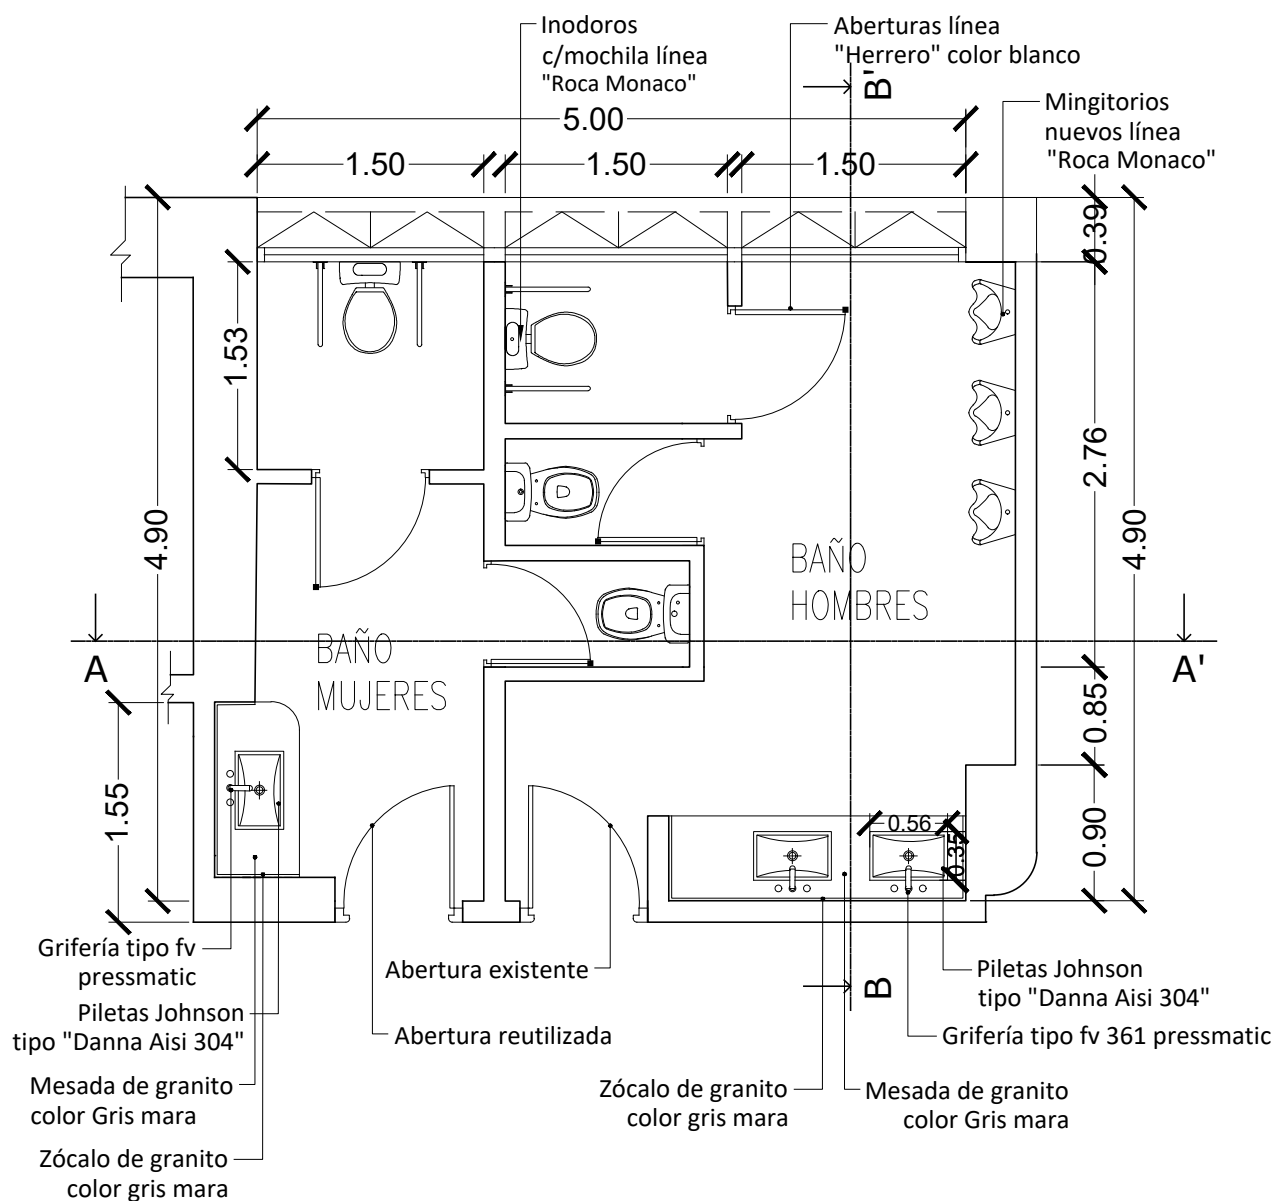 Inodoros
c/mochila línea
"Roca Monaco"
Aberturas línea
"Herrero" color blanco
B'
Mingitorios
nuevos línea
"Roca Monaco"
5.00
1.50
1.50
1.50
0.39
1.53
2.76
4.90
4.90
BAÑO
HOMBRES
BAÑO
MUJERES
A
A'
0.85
1.55
0.56
0.35
0.90
Grifería tipo fv
pressmatic
Abertura existente
B
Piletas Johnson
tipo "Danna Aisi 304"
Piletas Johnson
tipo "Danna Aisi 304"
Abertura reutilizada
Grifería tipo fv 361 pressmatic
Mesada de granito
color Gris mara
Zócalo de granito
color gris mara
Mesada de granito
color Gris mara
Zócalo de granito
color gris mara